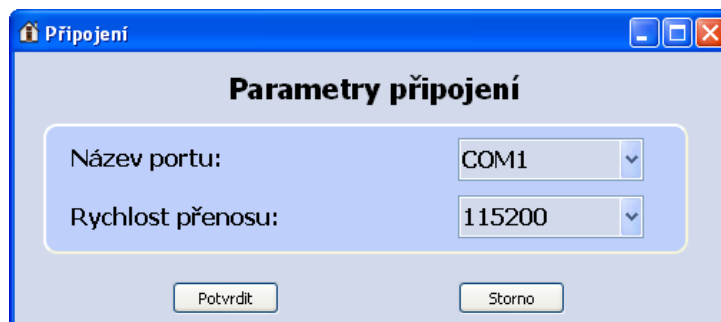 Připojení
Parametry připojení
Název portu: COM1
Rychlost přenosu: 115200
Potvrdit Storno